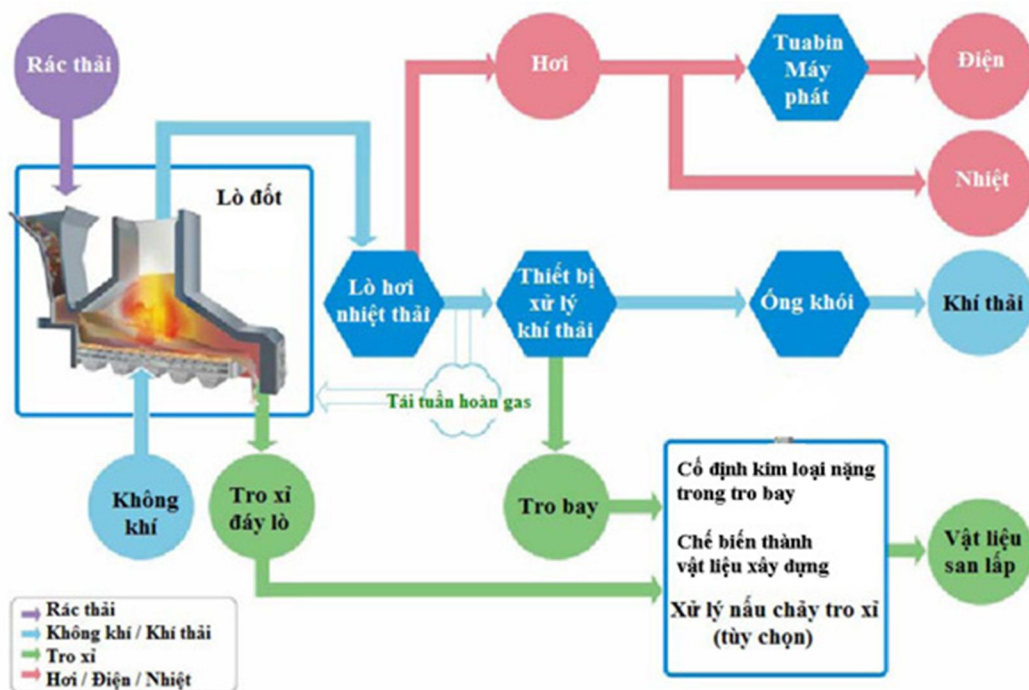 Rác thải
Hơi
Tuabin
Máy
phát
Điện
Nhiệt
Lò đốt
Lò hơi
nhiệt thải
Thiết bị
xử lý
khí thải
Ống khói
Khí thải
Tái tuần hoàn gas
Không
khí
Tro xỉ
đáy lò
Tro bay
Cố định kim loại nặng
trong tro bay
Chế biến thành
vật liệu xây dựng
Xử lý nấu chảy tro xỉ
(tùy chọn)
Vật liệu
san lấp
Rác thải
Không khí / Khí thải
Tro xỉ
Hơi / Điện / Nhiệt